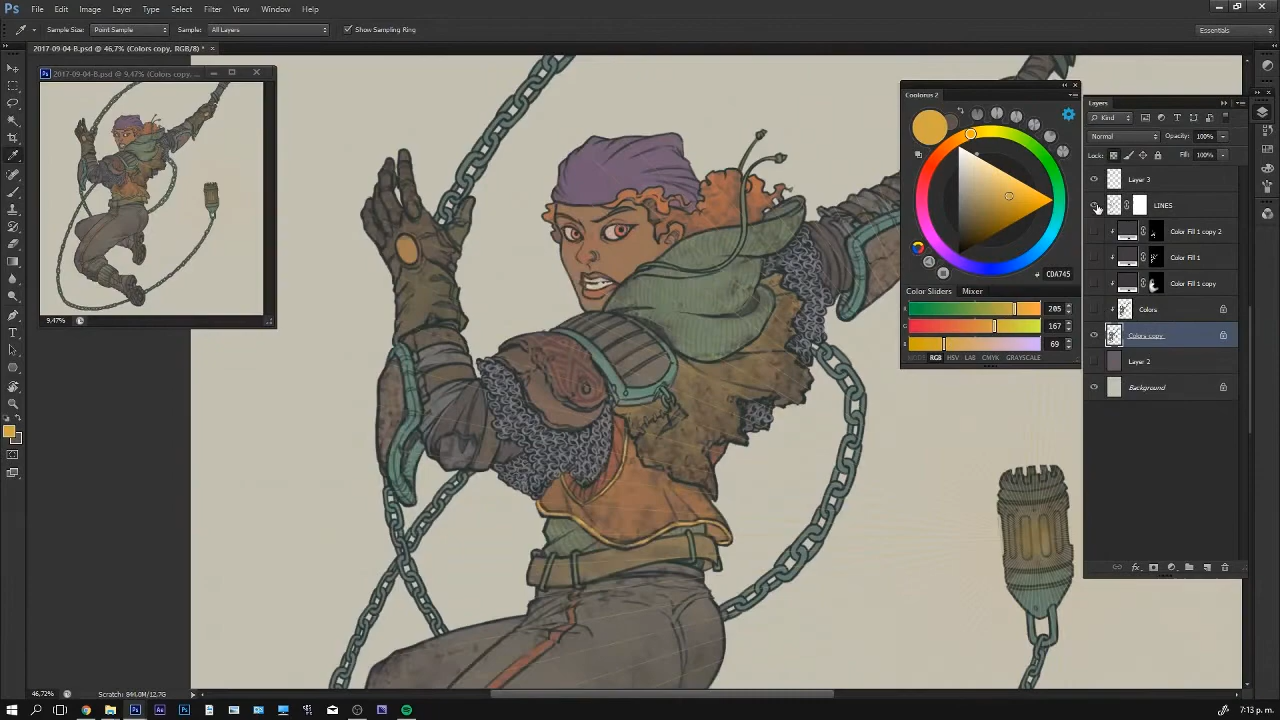 Ps File Edit Image Layer Type Select Filter View Window Help
Sample Size: Point Sample Sample: All Layers Show Sampling Ring Essentials
2017-09-04-B.psd @ 46,7% (Colors copy, RGB/8) *
2017-09-04-B.psd @ 9,47% (Colors copy, ...
9,47%
Coolorus 2
# CDA745
Color Sliders Mixer
R 205
G 167
B 69
RGB HSV LAB CMYK GRAYSCALE
Layers
Kind
Normal Opacity: 100%
Lock: Fill: 100%
Layer 3
LINES
Color Fill 1 copy 2
Color Fill 1
Color Fill 1 copy
Colors
Colors copy
Layer 2
Background
46,72% Scratch: 844,0M/12,7G
7:13 p. m.